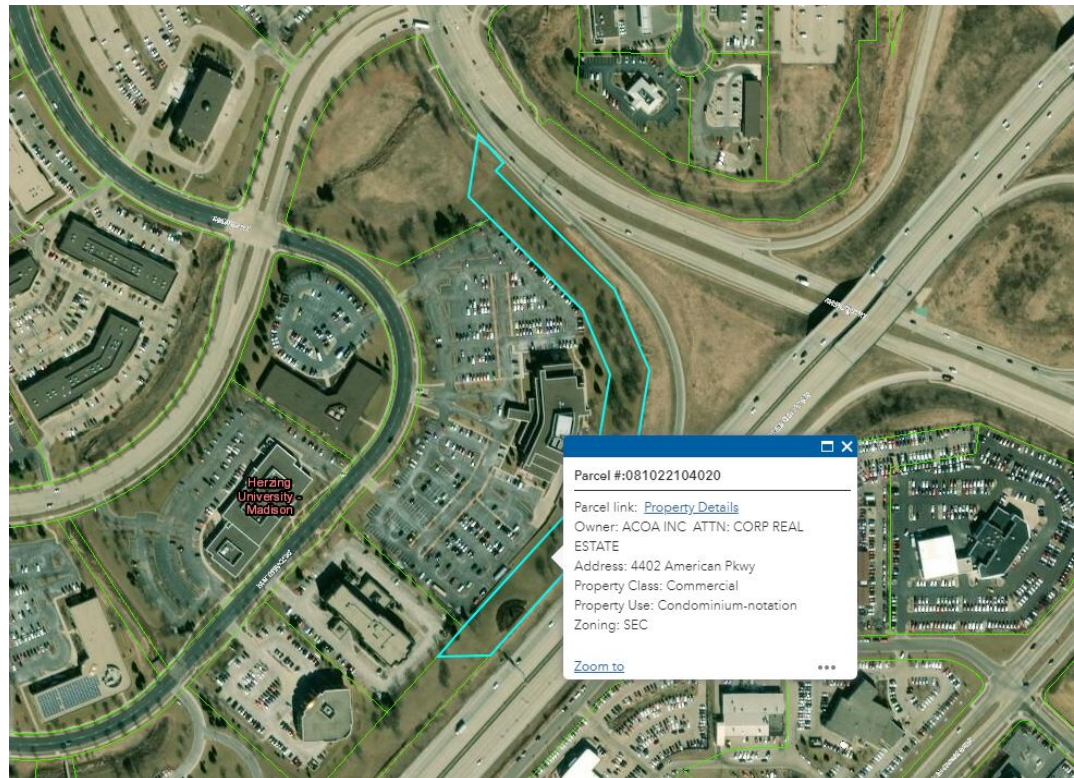 Herzing
University -
Madison
Parcel #:081022104020
Parcel link: Property Details
Owner: ACOA INC ATTN: CORP REAL
ESTATE
Address: 4402 American Pkwy
Property Class: Commercial
Property Use: Condominium-notation
Zoning: SEC
Zoom to